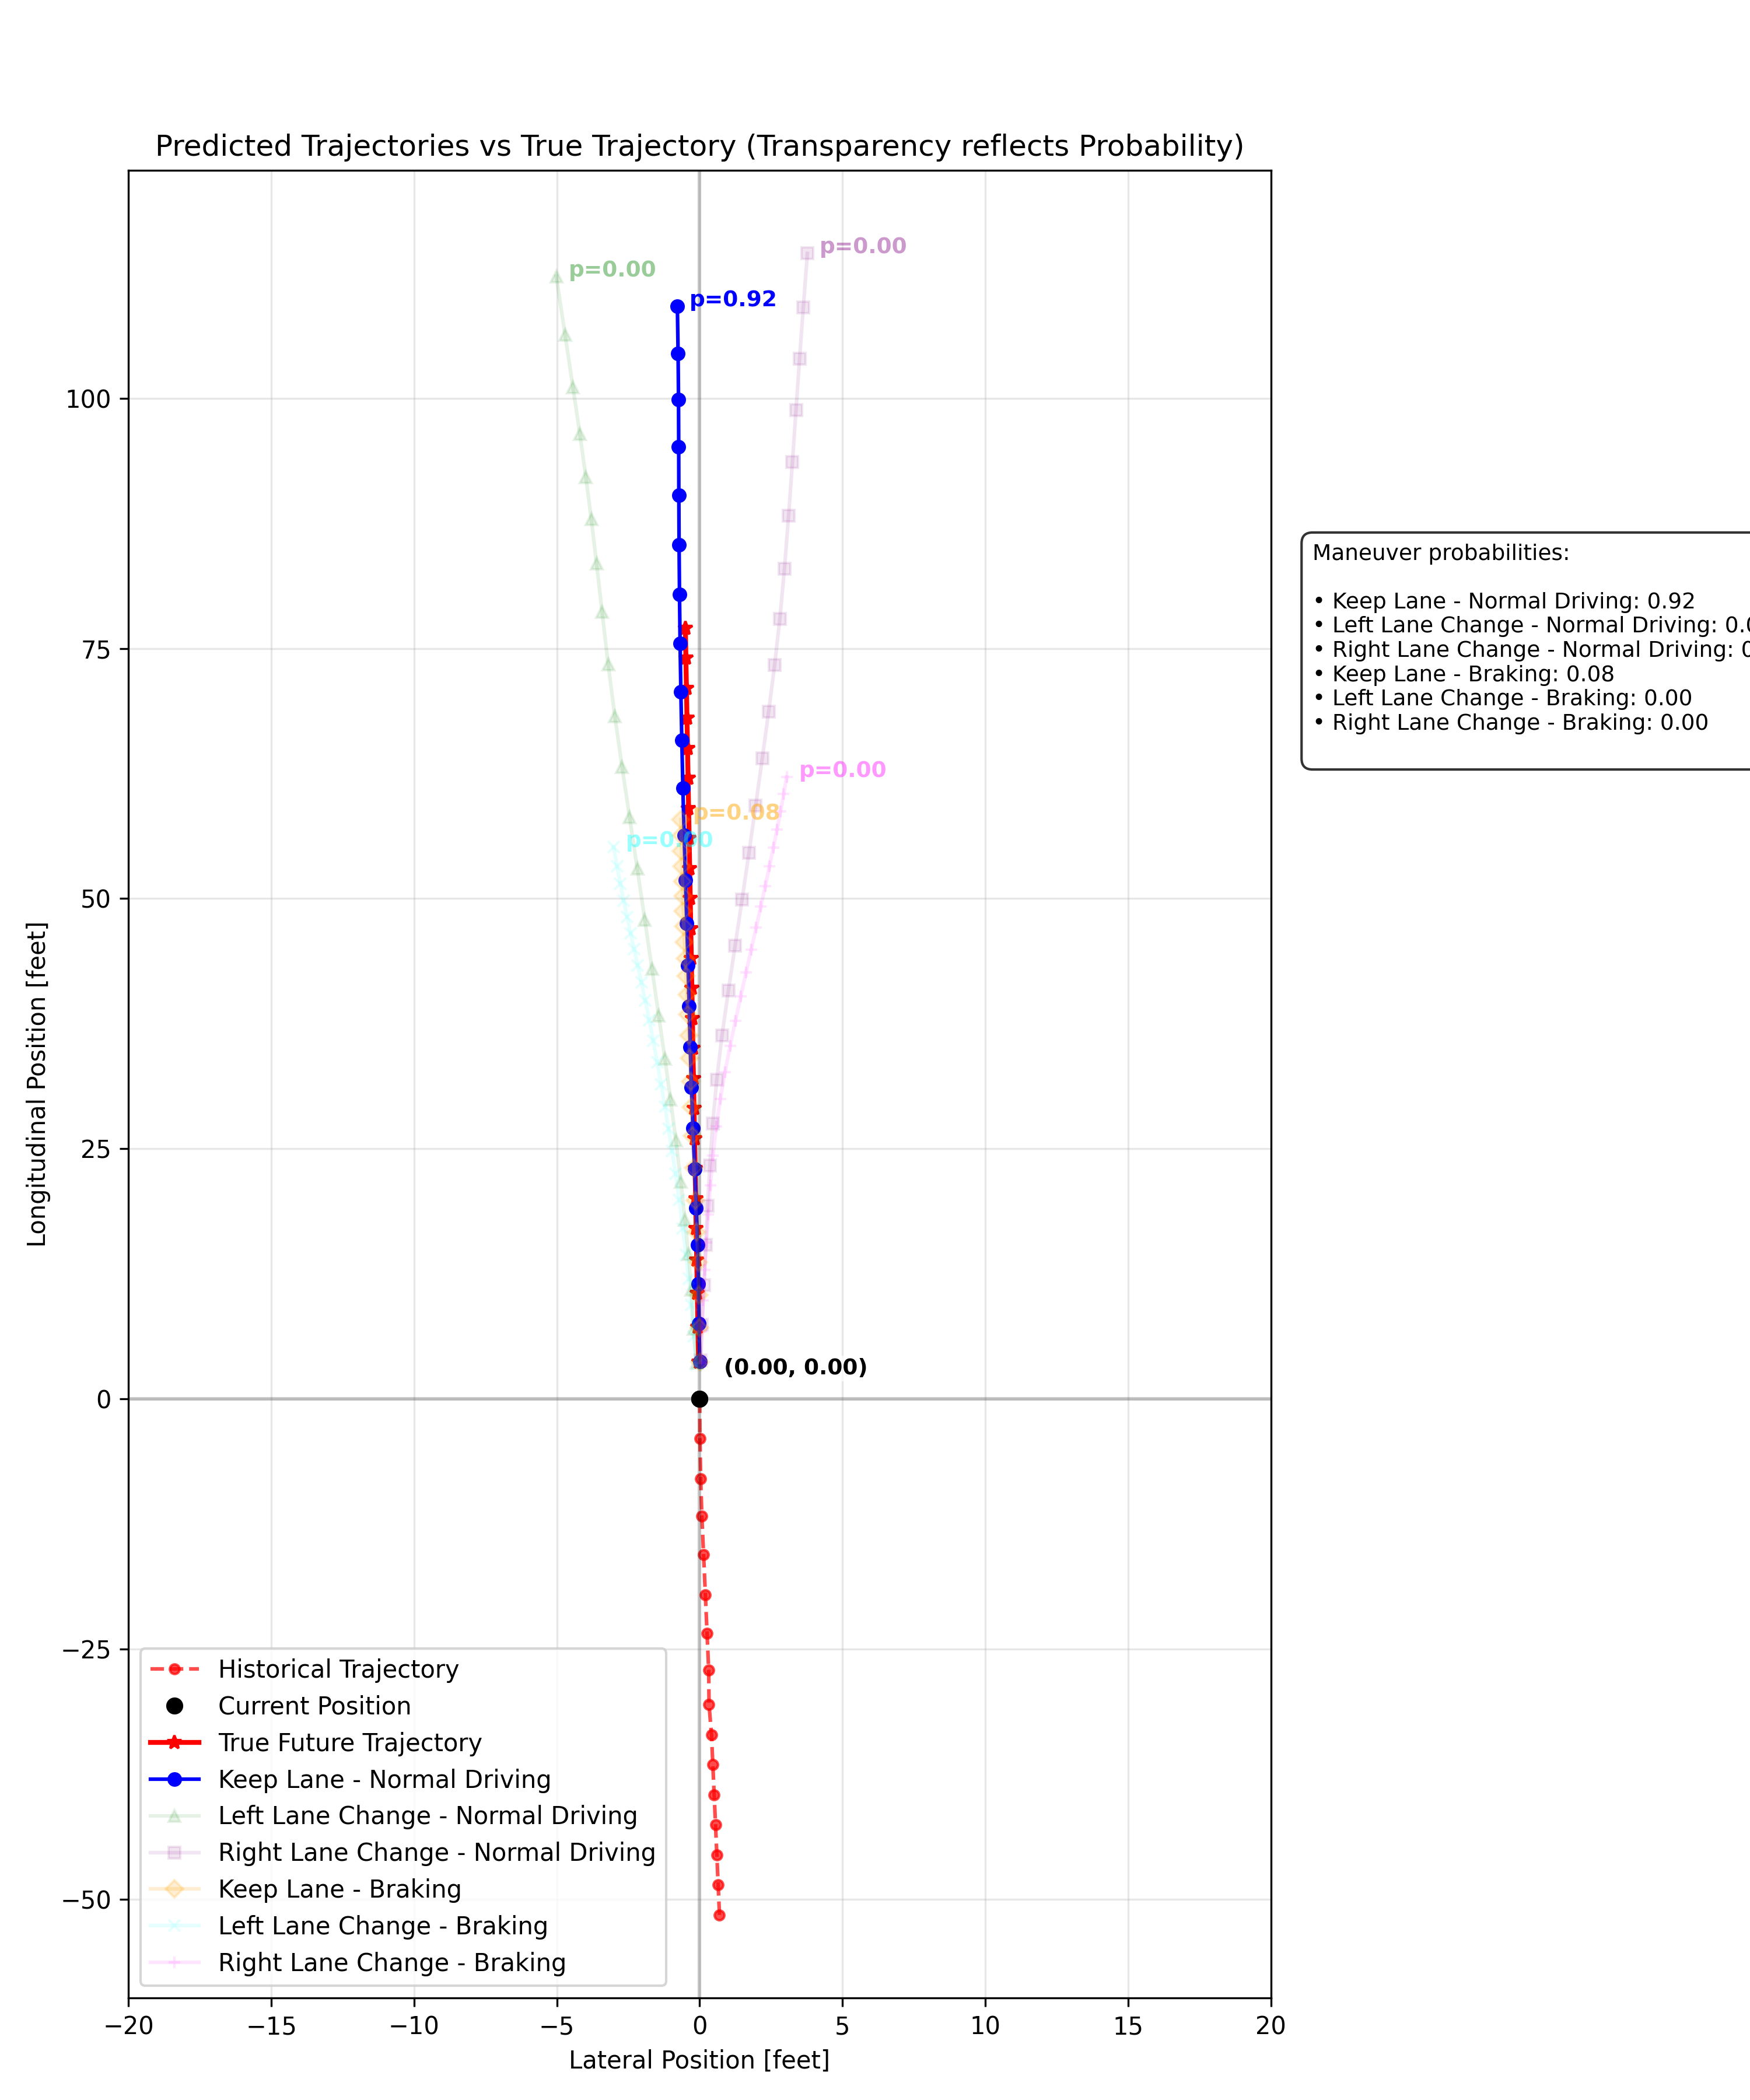 Predicted Trajectories vs True Trajectory (Transparency reflects Probability)
p=0.00
p=0.00
p=0.92
Maneuver probabilities:
• Keep Lane - Normal Driving: 0.92
• Left Lane Change - Normal Driving: 0.0
• Right Lane Change - Normal Driving: 0
• Keep Lane - Braking: 0.08
• Left Lane Change - Braking: 0.00
• Right Lane Change - Braking: 0.00
p=0.00
p=0.08
p=0.00
(0.00, 0.00)
100
75
50
25
0
−25
−50
Longitudinal Position [feet]
Historical Trajectory
Current Position
True Future Trajectory
Keep Lane - Normal Driving
Left Lane Change - Normal Driving
Right Lane Change - Normal Driving
Keep Lane - Braking
Left Lane Change - Braking
Right Lane Change - Braking
−20 −15 −10 −5 0 5 10 15 20
Lateral Position [feet]